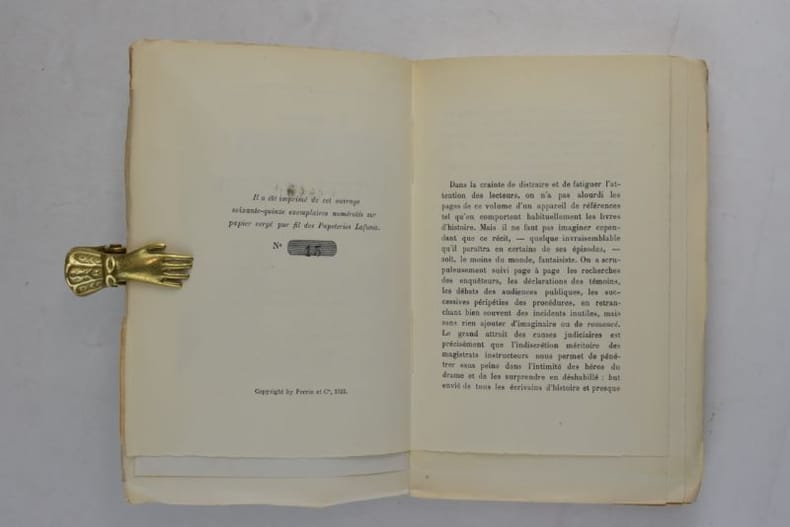 Il a été imprimé de cet ouvrage
soixante-quinze exemplaires numérotés sur
papier vergé pur fil des Papeteries Lafuma.
N° 15
Copyright by Perrin et Cie,
Dans la crainte de distraire et de fatiguer l'at-
tention des lecteurs, on n'a pas alourdi les
pages de ce volume d'un appareil de références
tel qu'en comportent habituellement les livres
d'histoire. Mais il ne faut pas imaginer cepen-
dant que ce récit, — quelque invraisemblable
qu'il paraîtra en certains de ses épisodes, —
soit, le moins du monde, fantaisiste. On a scru-
puleusement suivi page à page les recherches
des enquêteurs, les déclarations des témoins,
les débats des audiences publiques, les suc-
cessives péripéties des procédures, en retran-
chant bien souvent des incidents inutiles, mais
sans rien ajouter d'imaginaire ou de romancé.
Le grand attrait des causes judiciaires est
précisément que l'indiscrétion méritoire des
magistrats instructeurs nous permet de péné-
trer sans peine dans l'intimité des héros du
drame et de les surprendre en déshabillé : but
envié de tous les écrivains d'histoire et presque